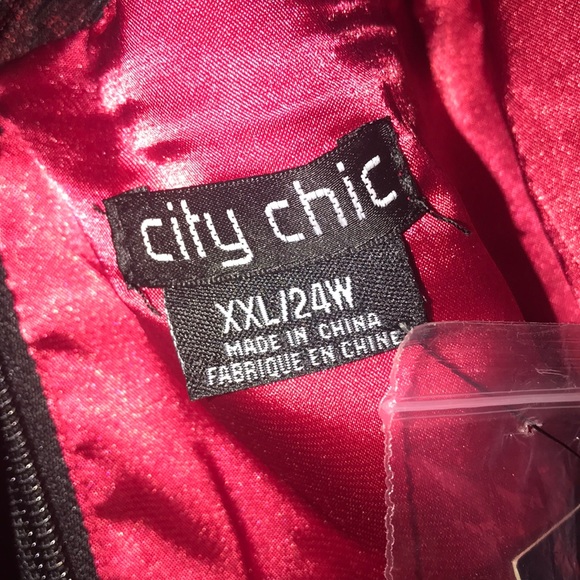 city chic
XXL/24W
MADE IN CHINA
FABRIQUE EN CHINE